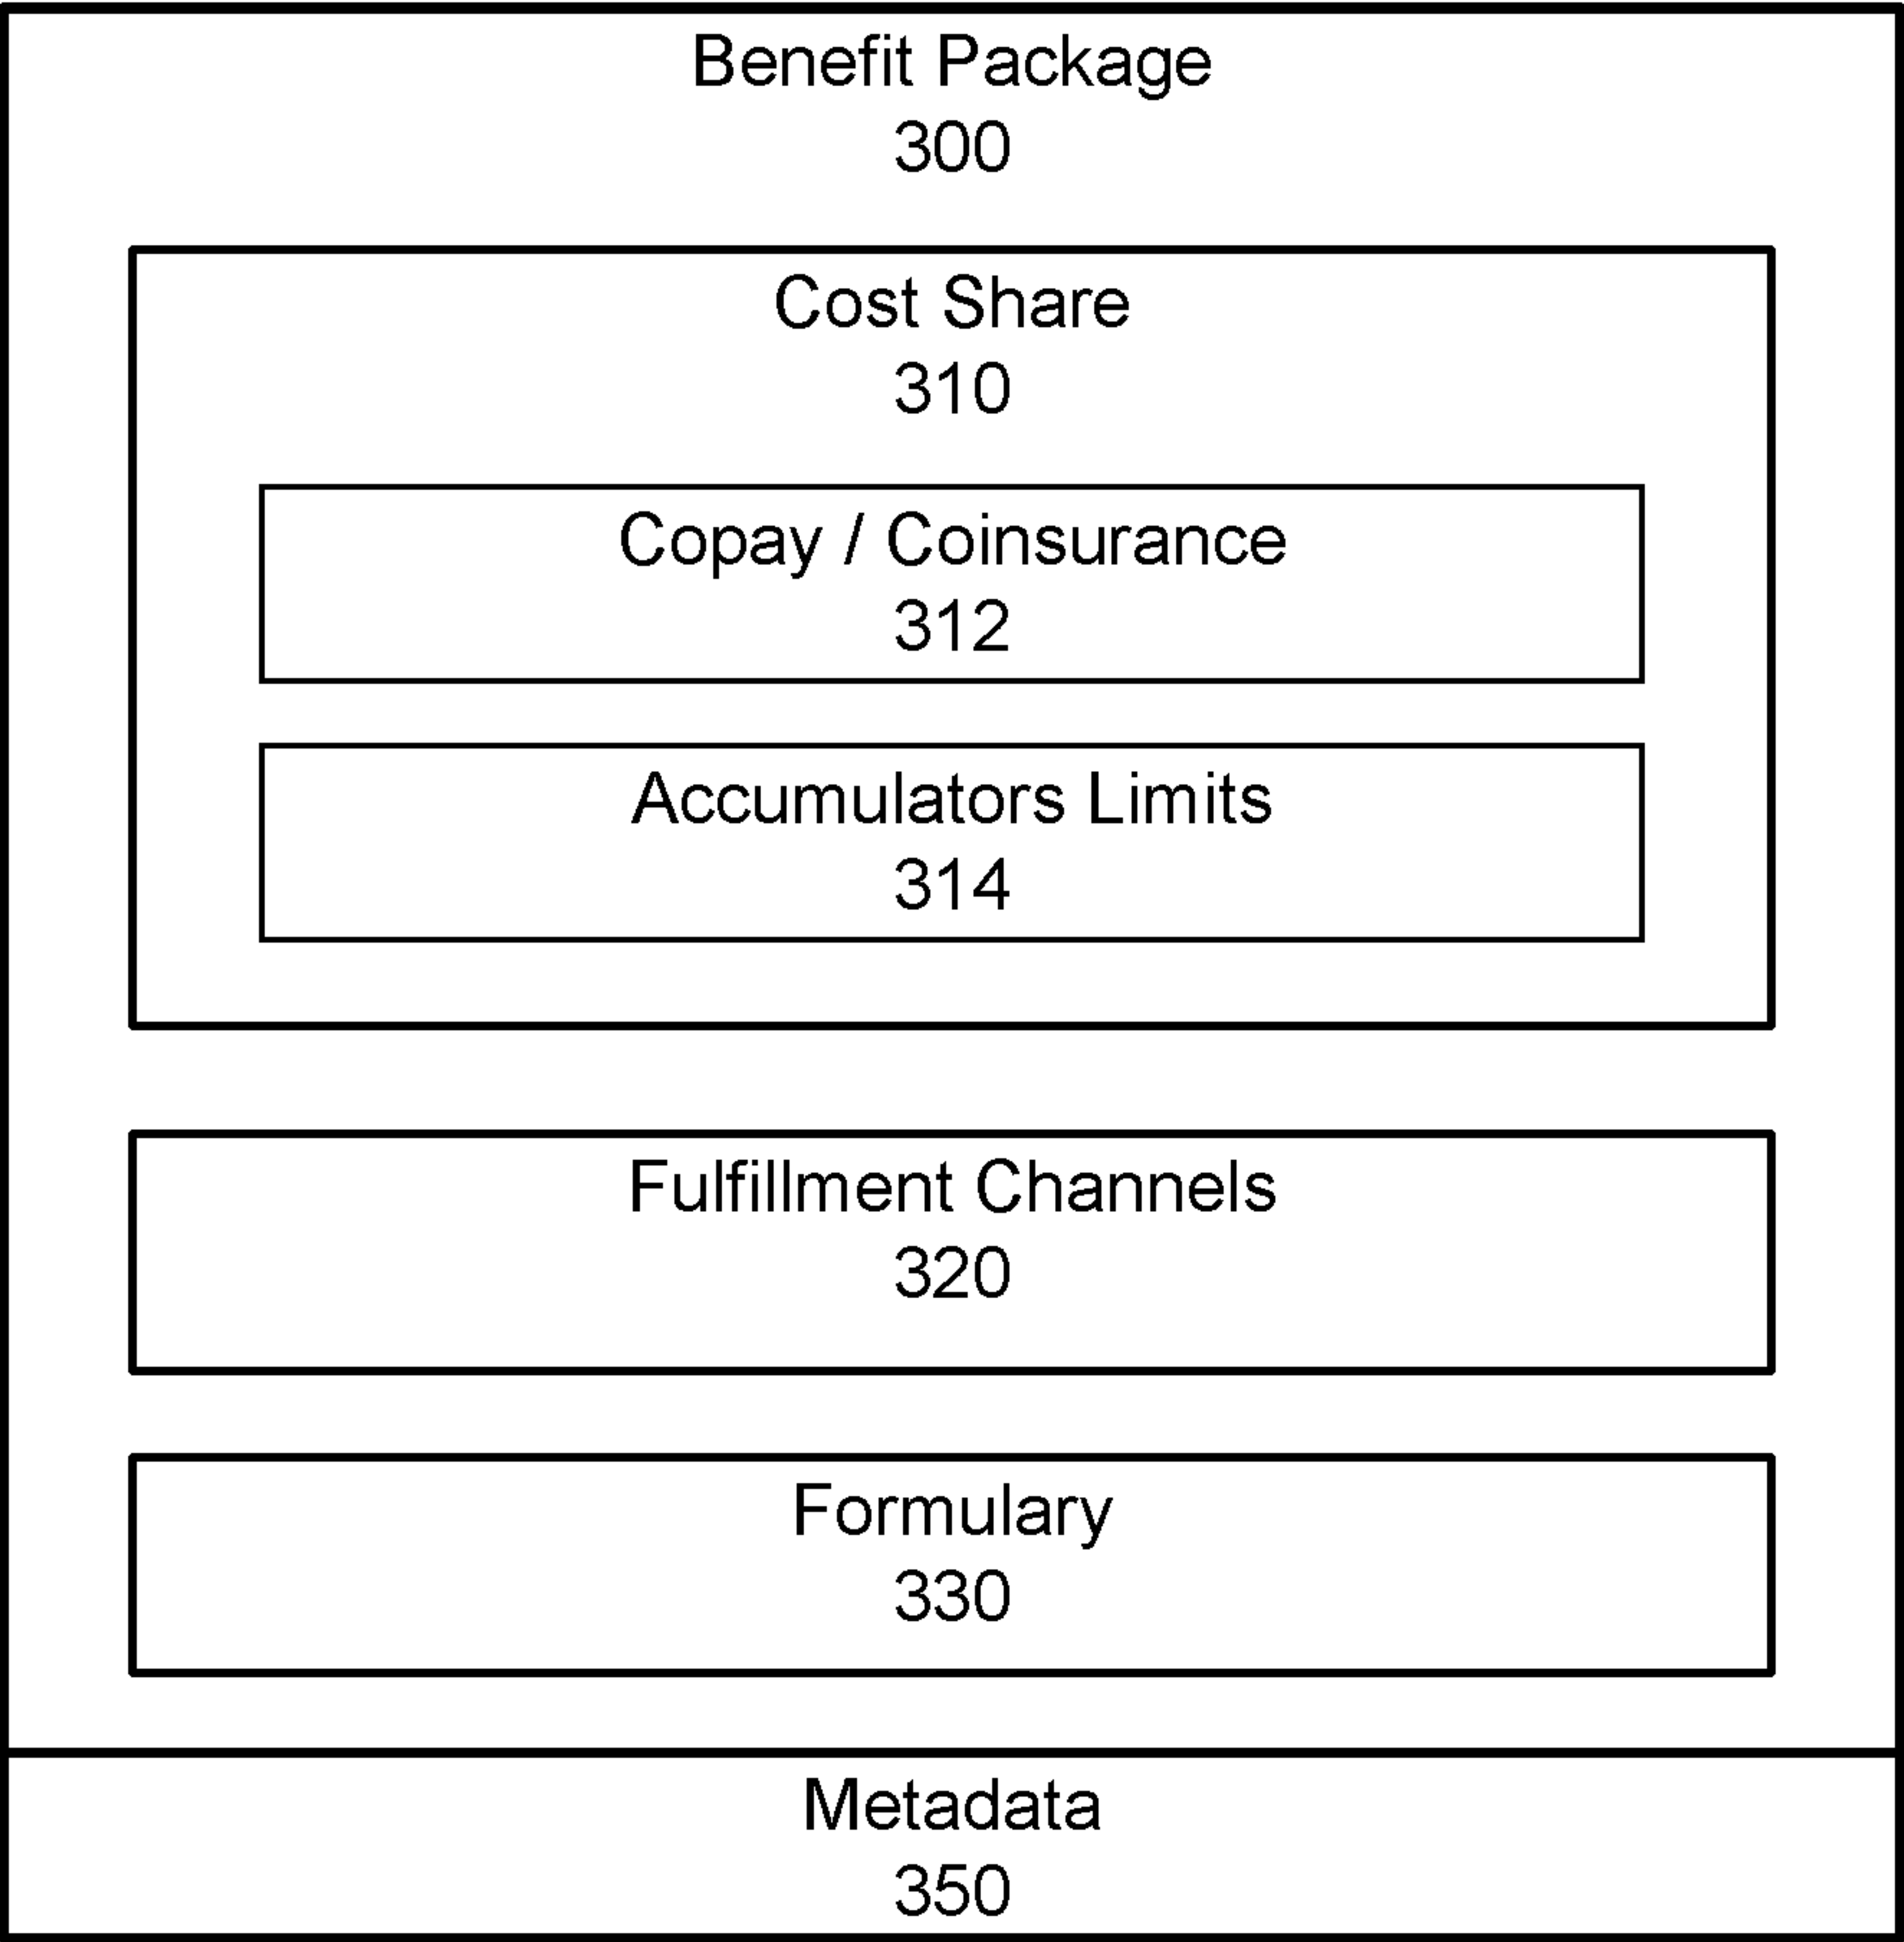 Benefit Package
300
Cost Share
310
Copay / Coinsurance
312
Accumulators Limits
314
Fulfillment Channels
320
Formulary
330
Metadata
350